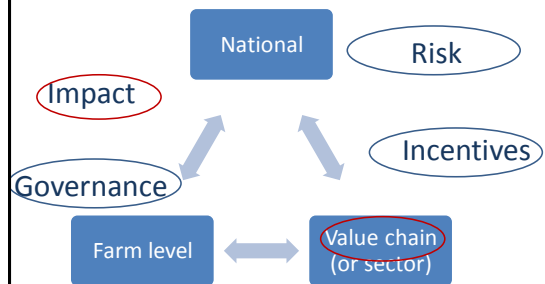 National
Risk
Impact
Incentives
Governance
Farm level
Value chain
(or sector)